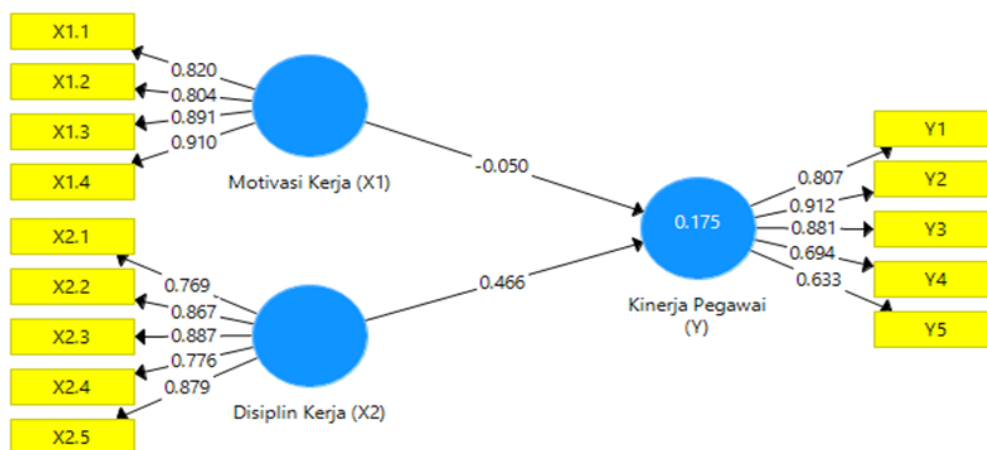 X1.1
X1.2
X1.3
X1.4
0.820
0.804
0.891
0.910
Motivasi Kerja (X1)
-0.050
X2.1
X2.2
X2.3
X2.4
X2.5
0.769
0.867
0.887
0.776
0.879
Disiplin Kerja (X2)
0.466
0.175
Kinerja Pegawai
(Y)
0.807
0.912
0.881
0.694
0.633
Y1
Y2
Y3
Y4
Y5